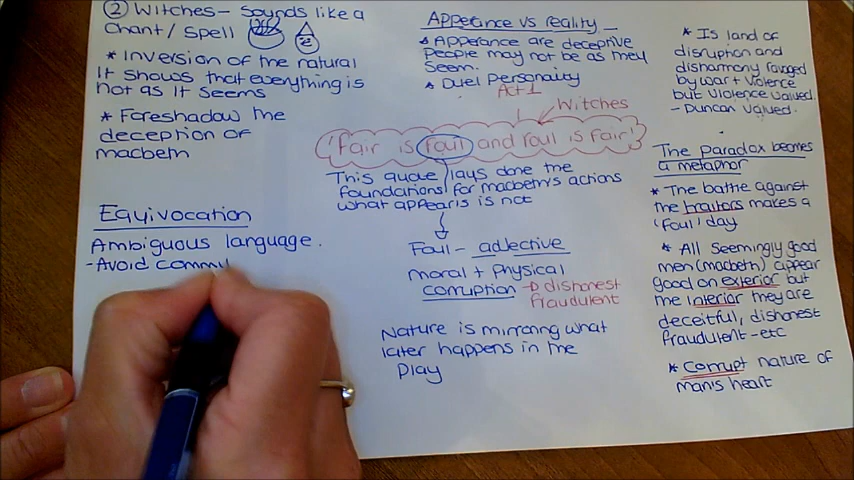 ② Witches - Sounds like a
chant / spell
* Inversion of the natural
It shows that everything is
not as it seems
* Foreshadow the
deception of
macbeth
Equivocation
Ambiguous language.
- Avoid commu
Apperance vs reality
* Apperance are deceptive
People may not be as they
seem.
* Duel Personality
Act 1
Witches
'Fair is foul and foul is fair'
This quote lays done the
foundations for macbeth's actions
what appears is not
Foul - adjective
moral + physical
corruption → dishonest
fraudulent
Nature is mirroring what
later happens in the
Play
* Is land of
disruption and
disharmony ravaged
by war + violence
but violence valued.
- Duncan valued.
The Paradox becomes
a metaphor
* The battle against
the traitors makes a
'foul' day
* All seemingly good
men (macbeth) appear
good on exterior but
the interior they are
deceitful, dishonest
fraudulent - etc
* Corrupt nature of
man's heart